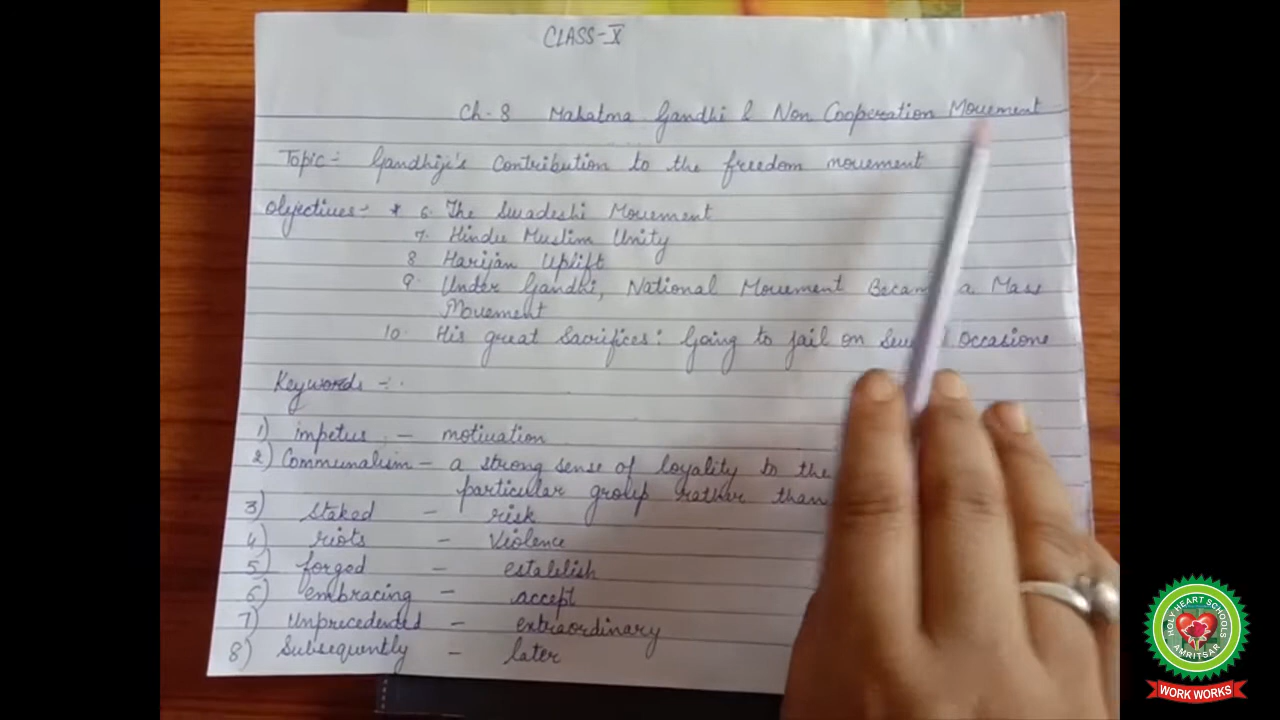 CLASS-X
Ch. 8 Mahatma Gandhi & Non Cooperation Movement
Topic:- Gandhiji's Contribution to the freedom movement
Objectives:- * 6. The Swadeshi Movement
7. Hindu Muslim Unity
8 Harijan Uplift
9. Under Gandhi, National Movement a Mass
Movement
10. His great Sacrifices: Going to jail on Occasions
Keywords :-
1) impetus - motivation
2) Communalism - a strong sense of loyality to the
particular group rather than
3) staked - risk
4) riots - Violence
5) forged - establish
6) embracing - accept
7) Unprecedended - extraordinary
8) Subsequently - later
HOLY HEART SCHOOLS
AMRITSAR
WORK WORKS